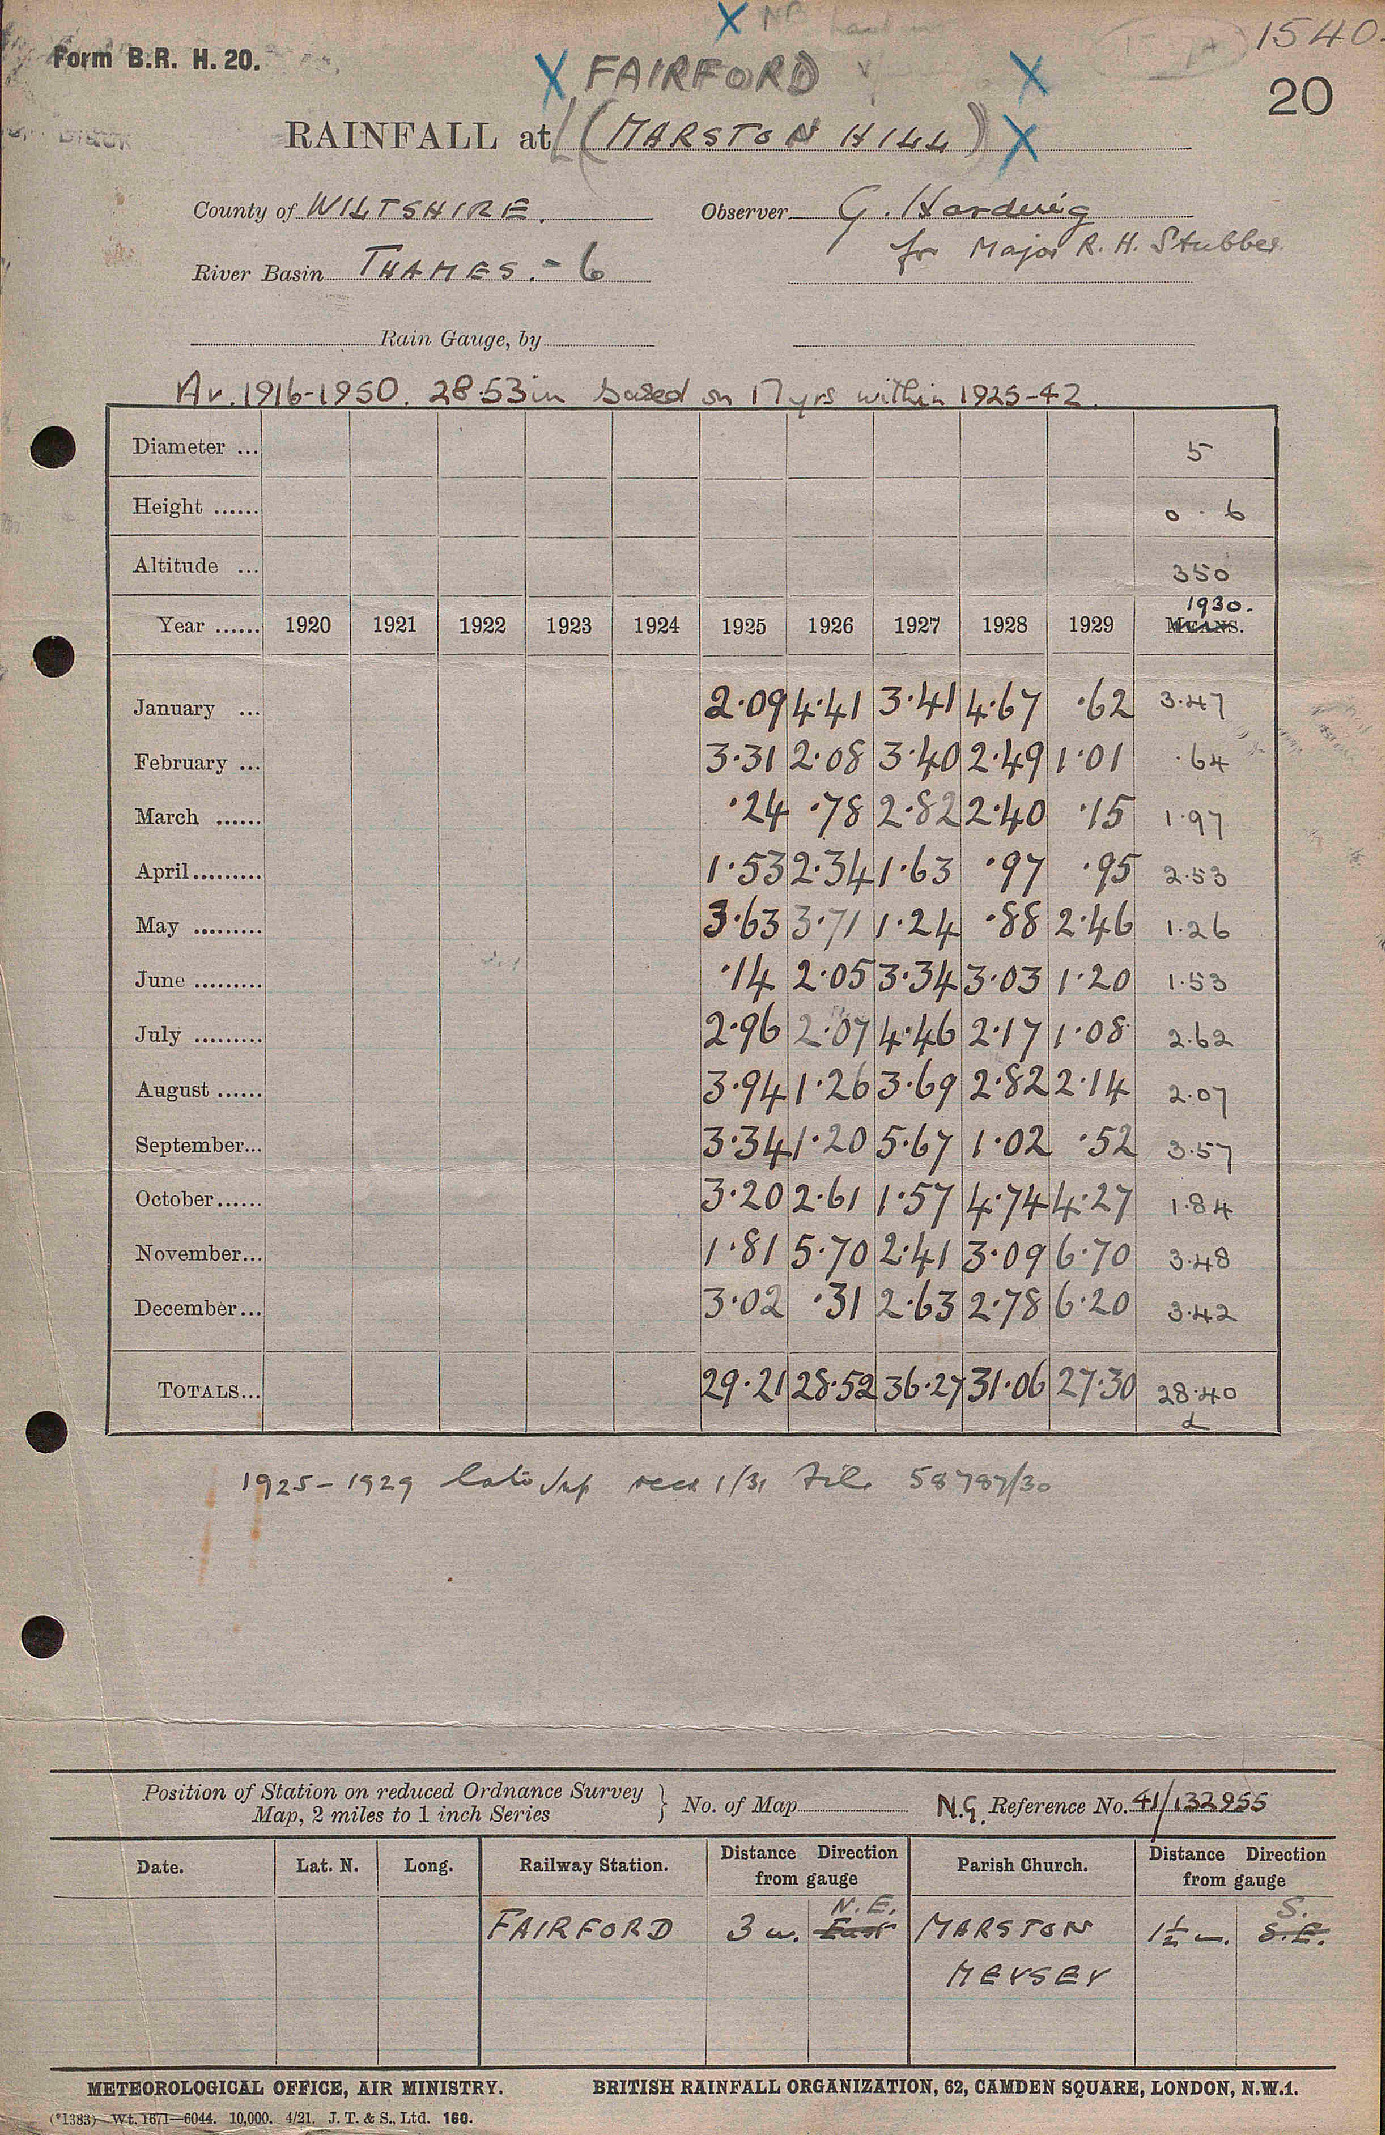 1540.
Form B.R. H. 20.
X FAIRFORD X
20
RAINFALL at (MARSTON HILL) X
County of WILTSHIRE. Observer G. Harding
for Major R. H. Stubbes
River Basin THAMES. - 6
Rain Gauge, by
Av. 1916-1950. 28.53in based on 17 yrs within 1925-42.
Diameter ... 5
Height ...... 0 . 6
Altitude ... 350
1930.
Year ...... 1920 1921 1922 1923 1924 1925 1926 1927 1928 1929 MEANS.
January ... 2.09 4.41 3.41 4.67 .62 3.47
February ... 3.31 2.08 3.40 2.49 1.01 .64
March ...... .24 .78 2.82 2.40 .15 1.97
April......... 1.53 2.34 1.63 .97 .95 2.53
May ......... 3.63 3.71 1.24 .88 2.46 1.26
June ......... .14 2.05 3.34 3.03 1.20 1.53
July ......... 2.96 2.07 4.46 2.17 1.08 2.62
August ...... 3.94 1.26 3.69 2.82 2.14 2.07
September... 3.34 1.20 5.67 1.02 .52 3.57
October...... 3.20 2.61 1.57 4.74 4.27 1.84
November... 1.81 5.70 2.41 3.09 6.70 3.48
December... 3.02 .31 2.63 2.78 6.20 3.42
TOTALS... 29.21 28.52 36.27 31.06 27.30 28.40
1925-1929 1/31 58787/30
Position of Station on reduced Ordnance Survey
Map, 2 miles to 1 inch Series } No. of Map N.G. Reference No. 41/132955
Date. Lat. N. Long. Railway Station. Distance Direction from gauge Parish Church. Distance Direction from gauge
N.E. S.
FAIRFORD 3 m. East MARSTON 1½ m. S.E.
MEYSEY
METEOROLOGICAL OFFICE, AIR MINISTRY. BRITISH RAINFALL ORGANIZATION, 62, CAMDEN SQUARE, LONDON, N.W.1.
(*1383) Wt. 1671-6044. 10,000. 4/21. J. T. & S., Ltd. 160.